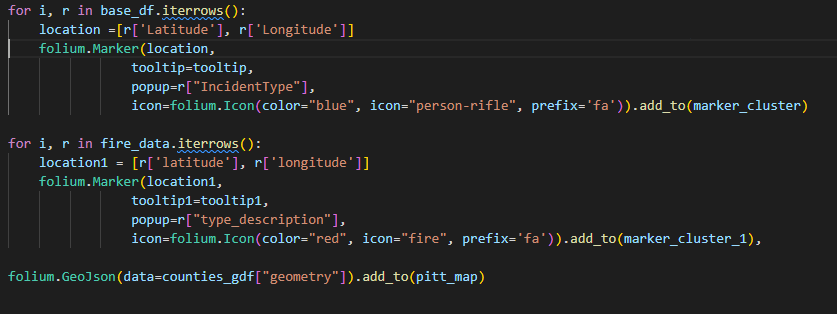 for i, r in base_df.iterrows():
    location =[r['Latitude'], r['Longitude']]
    folium.Marker(location,
                tooltip=tooltip,
                popup=r["IncidentType"],
                icon=folium.Icon(color="blue", icon="person-rifle", prefix='fa')).add_to(marker_cluster)
for i, r in fire_data.iterrows():
    location1 = [r['latitude'], r['longitude']]
    folium.Marker(location1,
                tooltip1=tooltip1,
                popup=r["type_description"],
                icon=folium.Icon(color="red", icon="fire", prefix='fa')).add_to(marker_cluster_1),
folium.GeoJson(data=counties_gdf["geometry"]).add_to(pitt_map)